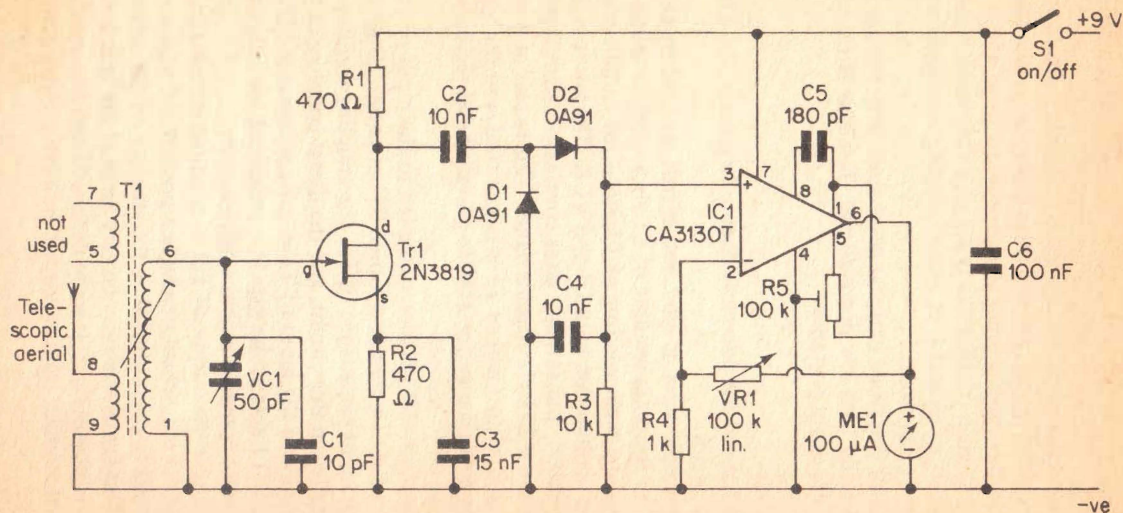 +9 V
S1
on/off
R1
470 Ω
C2
10 nF
D2
OA91
C5
180 pF
D1
OA91
3
+
7
8
1
6
IC1
CA3130T
5
4
−
2
7
T1
not
used
5
6
Tele-
scopic
aerial
8
9
1
d
g
Tr1
2N3819
s
C4
10 nF
R5
100 k
C6
100 nF
VC1
50 pF
R2
470
Ω
C1
10 pF
C3
15 nF
R3
10 k
R4
1 k
VR1
100 k
lin.
ME1
100 µA
+
−
−ve